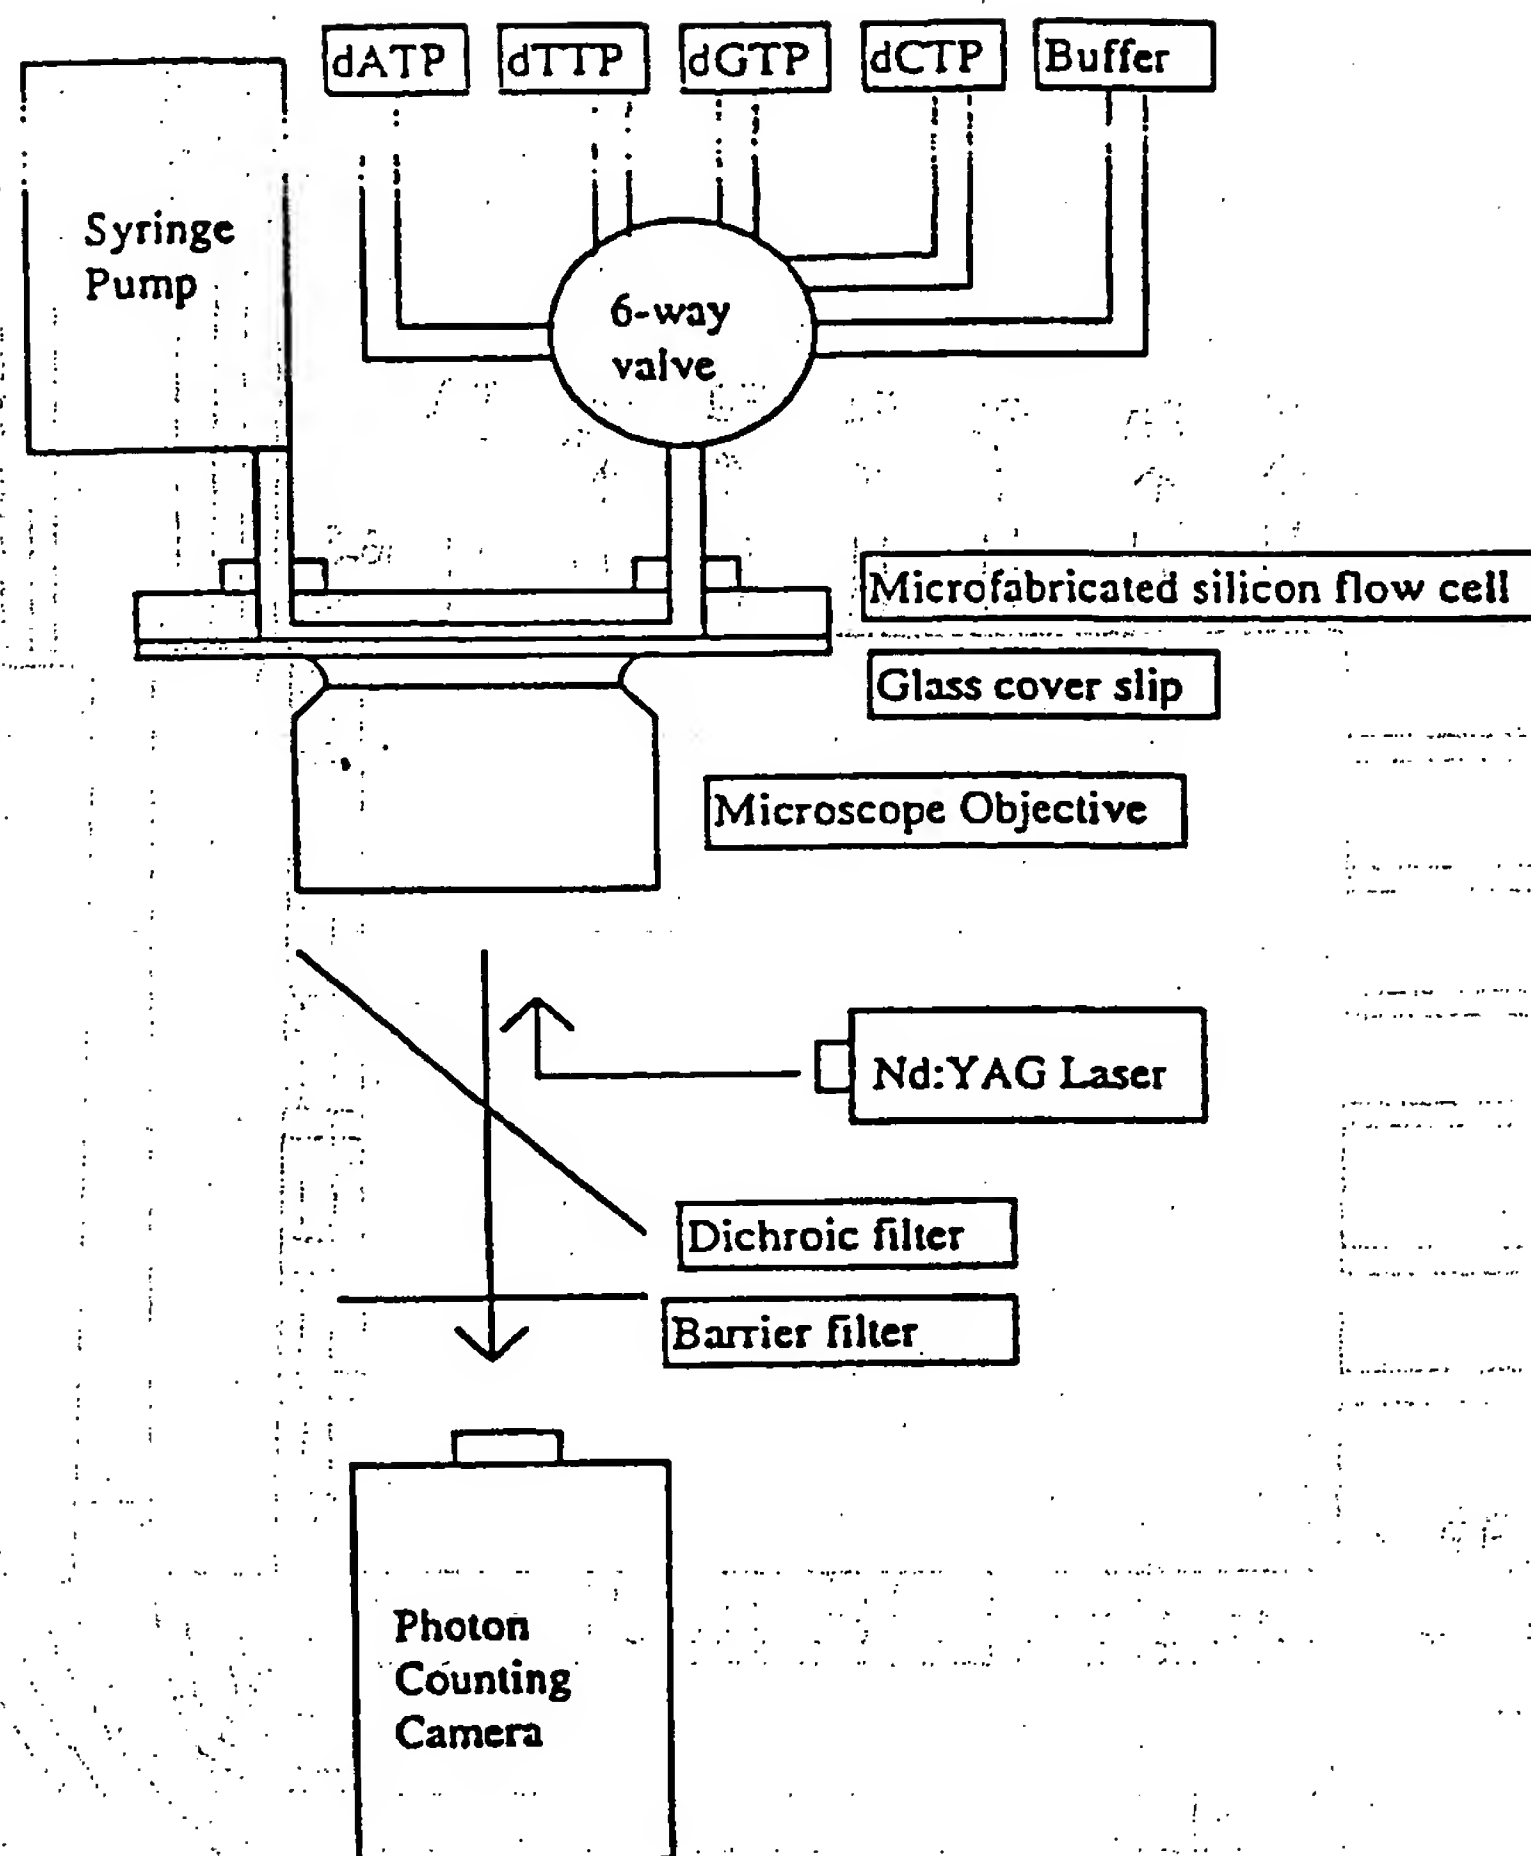 dATP
dTTP
dGTP
dCTP
Buffer
Syringe
Pump
6-way
valve
Microfabricated silicon flow cell
Glass cover slip
Microscope Objective
Nd:YAG Laser
Dichroic filter
Barrier filter
Photon
Counting
Camera